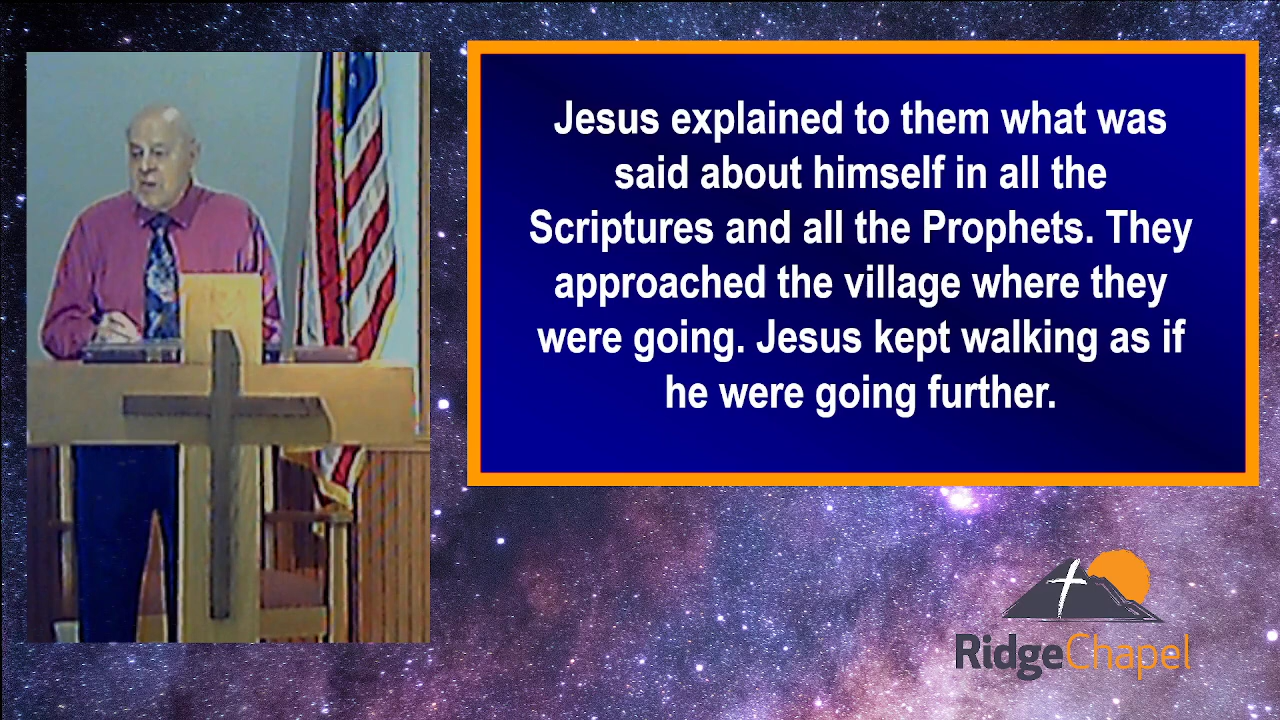 Jesus explained to them what was
said about himself in all the
Scriptures and all the Prophets. They
approached the village where they
were going. Jesus kept walking as if
he were going further.
RidgeChapel